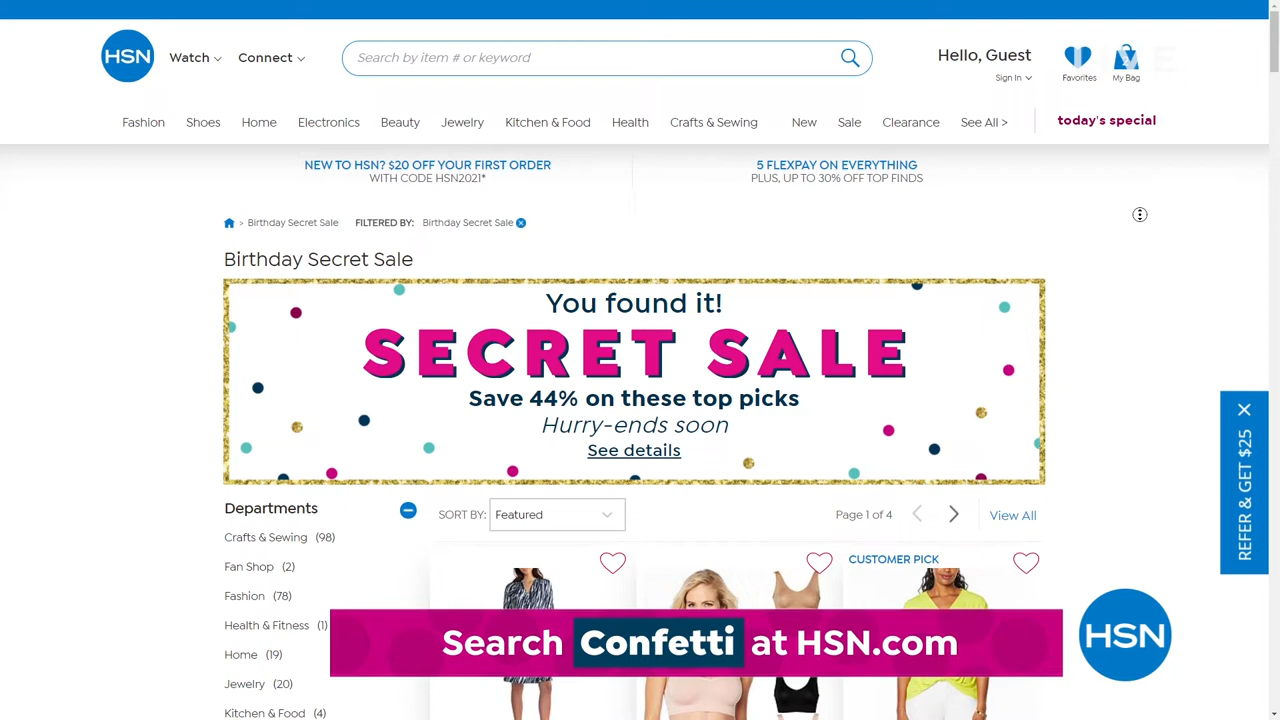 HSN
Watch
Connect
Search by item # or keyword
Hello, Guest
Sign In
Favorites
My Bag
Fashion
Shoes
Home
Electronics
Beauty
Jewelry
Kitchen & Food
Health
Crafts & Sewing
New
Sale
Clearance
See All >
today's special
NEW TO HSN? $20 OFF YOUR FIRST ORDER
WITH CODE HSN2021*
5 FLEXPAY ON EVERYTHING
PLUS, UP TO 30% OFF TOP FINDS
> Birthday Secret Sale
FILTERED BY:
Birthday Secret Sale
Birthday Secret Sale
You found it!
SECRET SALE
Save 44% on these top picks
Hurry-ends soon
See details
REFER & GET $25
Departments
SORT BY:
Featured
Page 1 of 4
View All
Crafts & Sewing (98)
Fan Shop (2)
Fashion (78)
Health & Fitness (1)
Home (19)
Jewelry (20)
Kitchen & Food (4)
CUSTOMER PICK
Search Confetti at HSN.com
HSN